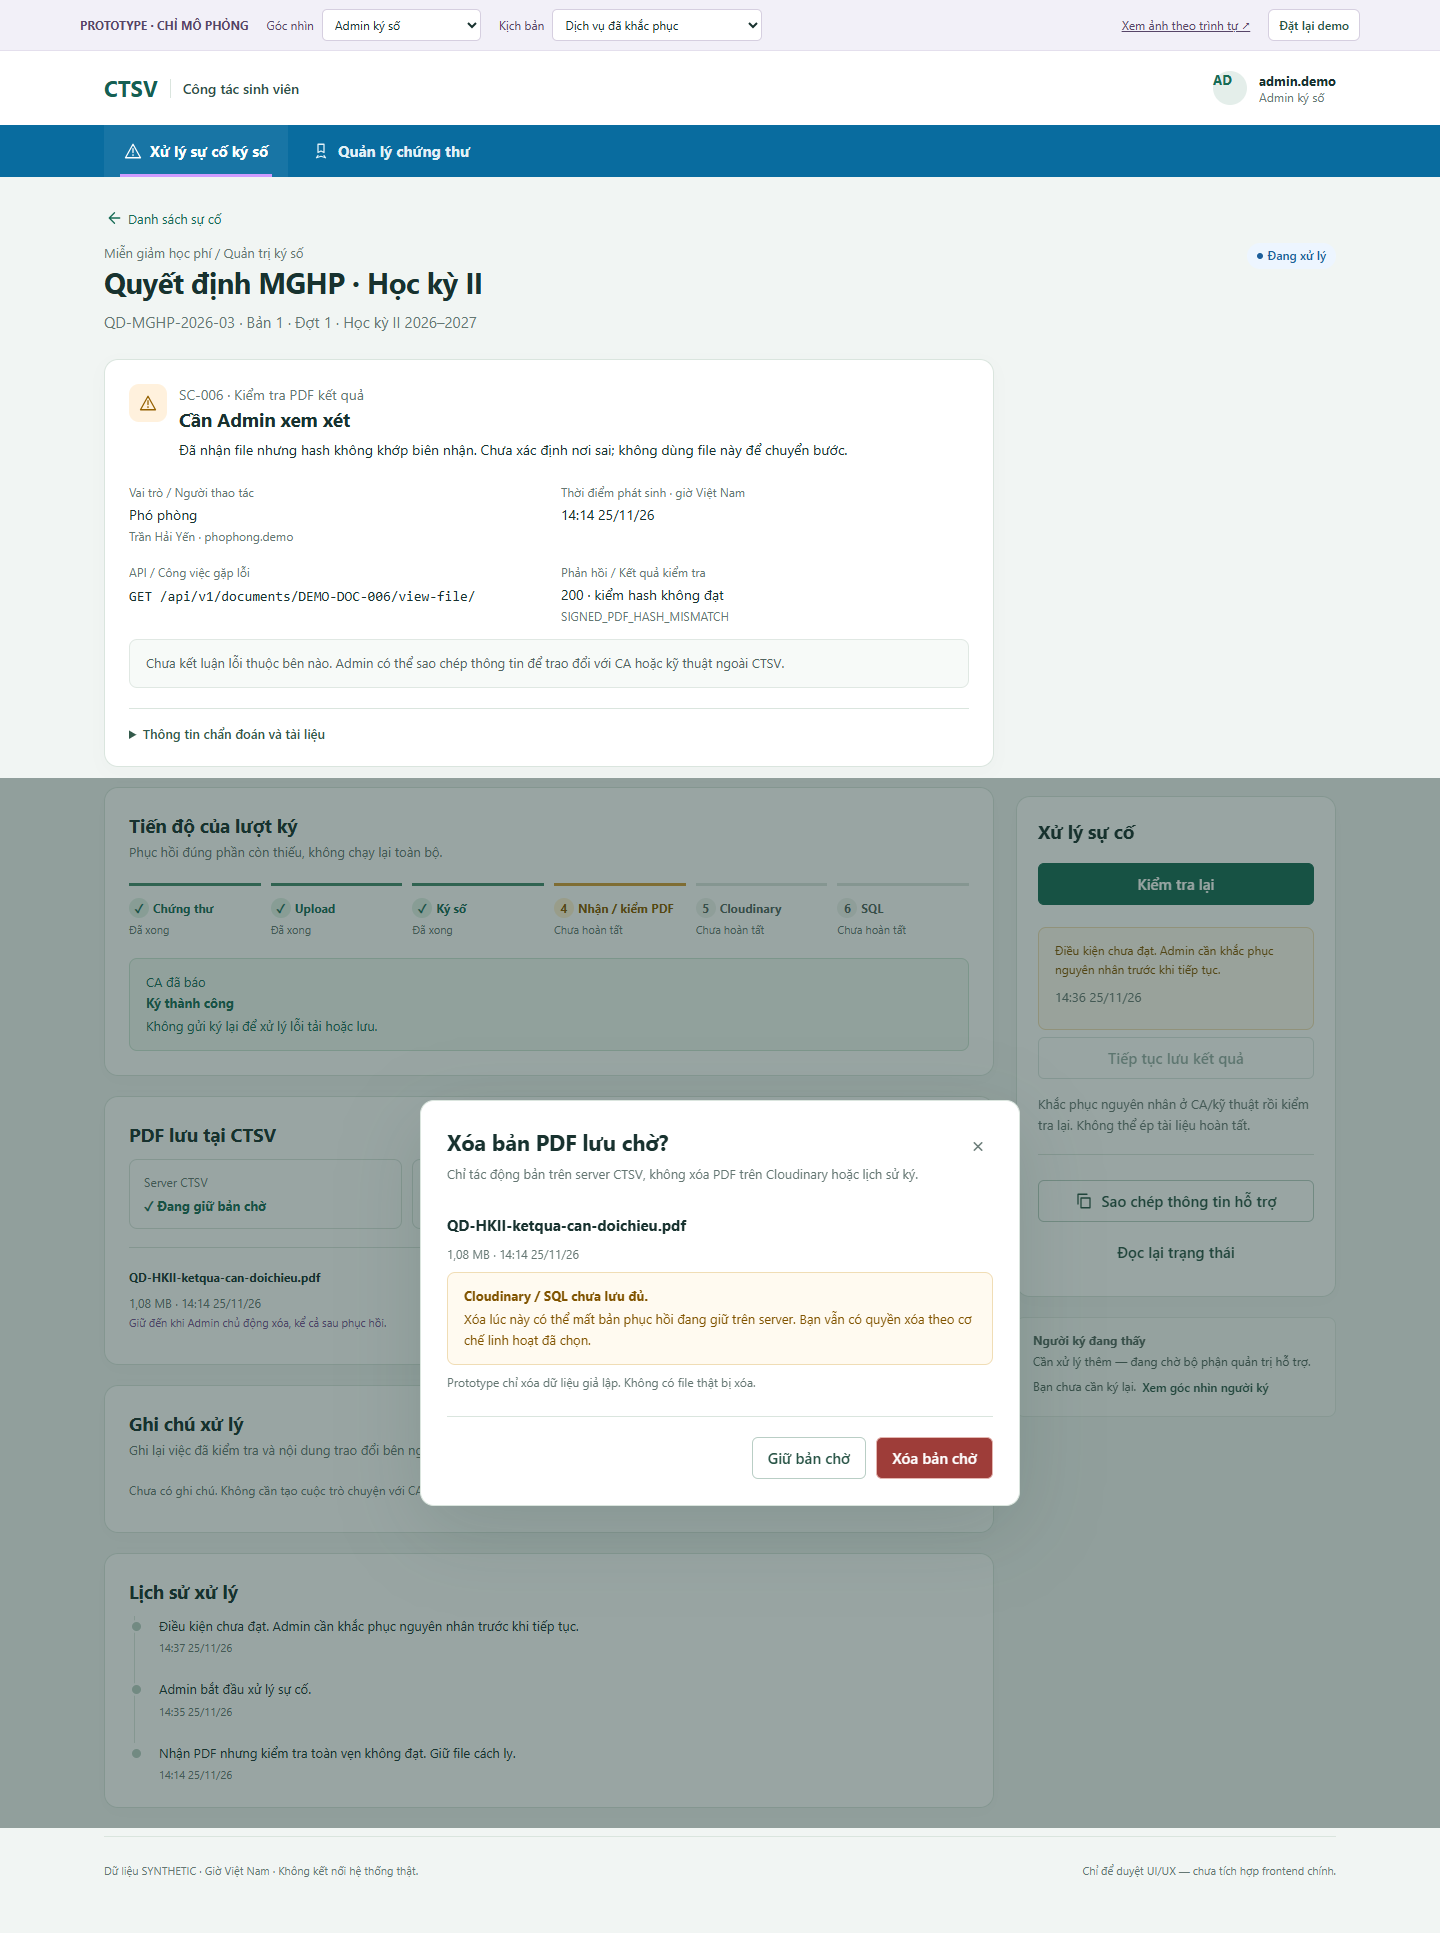 PROTOTYPE · CHỈ MÔ PHỎNG
Góc nhìn
Admin ký số
Kịch bản
Dịch vụ đã khắc phục
Xem ảnh theo trình tự ↗
Đặt lại demo
CTSV
Công tác sinh viên
AD
admin.demo
Admin ký số
Xử lý sự cố ký số
Quản lý chứng thư
← Danh sách sự cố
Miễn giảm học phí / Quản trị ký số
Đang xử lý
Quyết định MGHP · Học kỳ II
QD-MGHP-2026-03 · Bản 1 · Đợt 1 · Học kỳ II 2026–2027
SC-006 · Kiểm tra PDF kết quả
Cần Admin xem xét
Đã nhận file nhưng hash không khớp biên nhận. Chưa xác định nơi sai; không dùng file này để chuyển bước.
Vai trò / Người thao tác
Phó phòng
Trần Hải Yến · phophong.demo
Thời điểm phát sinh · giờ Việt Nam
14:14 25/11/26
API / Công việc gặp lỗi
GET /api/v1/documents/DEMO-DOC-006/view-file/
Phản hồi / Kết quả kiểm tra
200 · kiểm hash không đạt
SIGNED_PDF_HASH_MISMATCH
Chưa kết luận lỗi thuộc bên nào. Admin có thể sao chép thông tin để trao đổi với CA hoặc kỹ thuật ngoài CTSV.
Thông tin chẩn đoán và tài liệu
Tiến độ của lượt ký
Phục hồi đúng phần còn thiếu, không chạy lại toàn bộ.
✓ Chứng thư
Đã xong
✓ Upload
Đã xong
✓ Ký số
Đã xong
4 Nhận / kiểm PDF
Chưa hoàn tất
5 Cloudinary
Chưa hoàn tất
6 SQL
Chưa hoàn tất
CA đã báo
Ký thành công
Không gửi ký lại để xử lý lỗi tải hoặc lưu.
Xử lý sự cố
Kiểm tra lại
Điều kiện chưa đạt. Admin cần khắc phục
nguyên nhân trước khi tiếp tục.
14:36 25/11/26
Tiếp tục lưu kết quả
Khắc phục nguyên nhân ở CA/kỹ thuật rồi kiểm
tra lại. Không thể ép tài liệu hoàn tất.
Sao chép thông tin hỗ trợ
Đọc lại trạng thái
Người ký đang thấy
Cần xử lý thêm — đang chờ bộ phận quản trị hỗ trợ.
Bạn chưa cần ký lại. Xem góc nhìn người ký
PDF lưu tại CTSV
Server CTSV
✓ Đang giữ bản chờ
QD-HKII-ketqua-can-doichieu.pdf
1,08 MB · 14:14 25/11/26
Giữ đến khi Admin chủ động xóa, kể cả sau phục hồi.
Xóa bản PDF lưu chờ?
×
Chỉ tác động bản trên server CTSV, không xóa PDF trên Cloudinary hoặc lịch sử ký.
QD-HKII-ketqua-can-doichieu.pdf
1,08 MB · 14:14 25/11/26
Cloudinary / SQL chưa lưu đủ.
Xóa lúc này có thể mất bản phục hồi đang giữ trên server. Bạn vẫn có quyền xóa theo cơ
chế linh hoạt đã chọn.
Prototype chỉ xóa dữ liệu giả lập. Không có file thật bị xóa.
Giữ bản chờ
Xóa bản chờ
Ghi chú xử lý
Ghi lại việc đã kiểm tra và nội dung trao đổi bên
Chưa có ghi chú. Không cần tạo cuộc trò chuyện với
Lịch sử xử lý
Điều kiện chưa đạt. Admin cần khắc phục nguyên nhân trước khi tiếp tục.
14:37 25/11/26
Admin bắt đầu xử lý sự cố.
14:35 25/11/26
Nhận PDF nhưng kiểm tra toàn vẹn không đạt. Giữ file cách ly.
14:14 25/11/26
Dữ liệu SYNTHETIC · Giờ Việt Nam · Không kết nối hệ thống thật.
Chỉ để duyệt UI/UX — chưa tích hợp frontend chính.